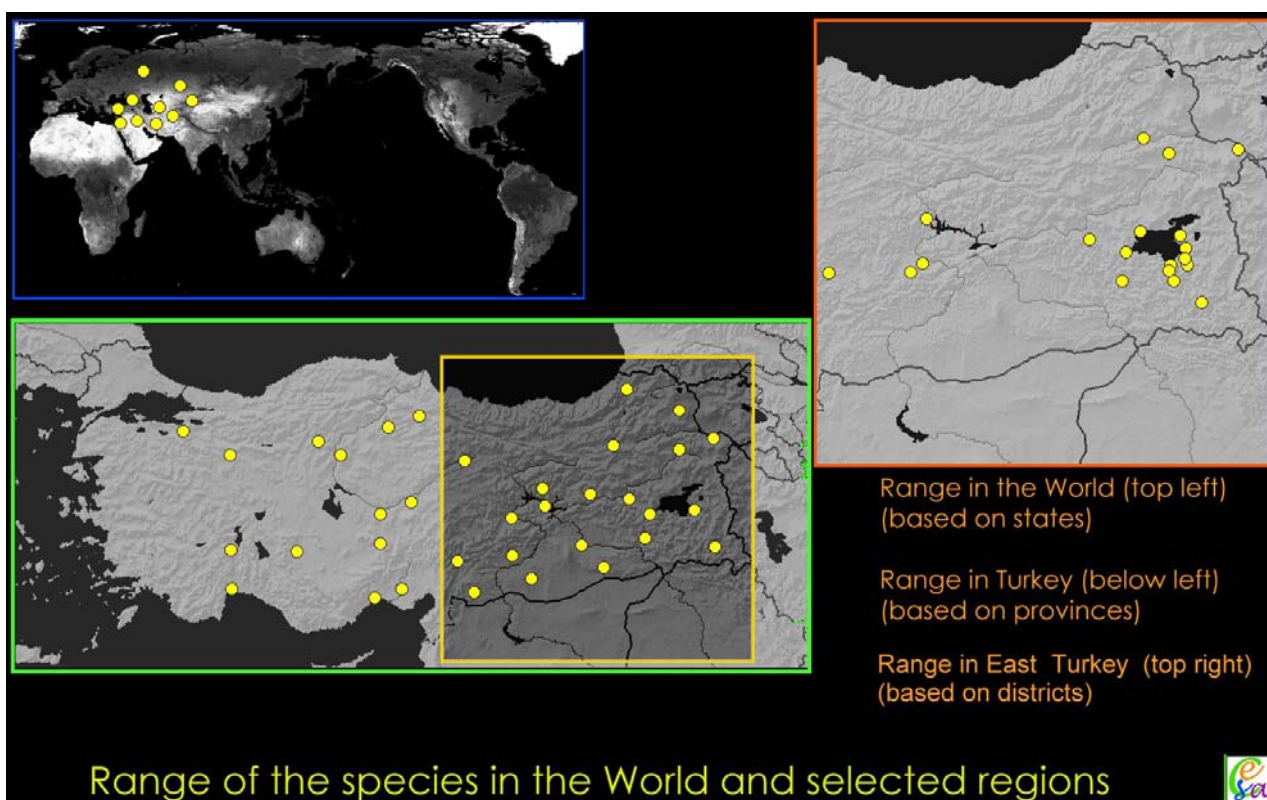 Range in the World (top left)
(based on states)
Range in Turkey (below left)
(based on provinces)
Range in East Turkey (top right)
(based on districts)
Range of the species in the World and selected regions